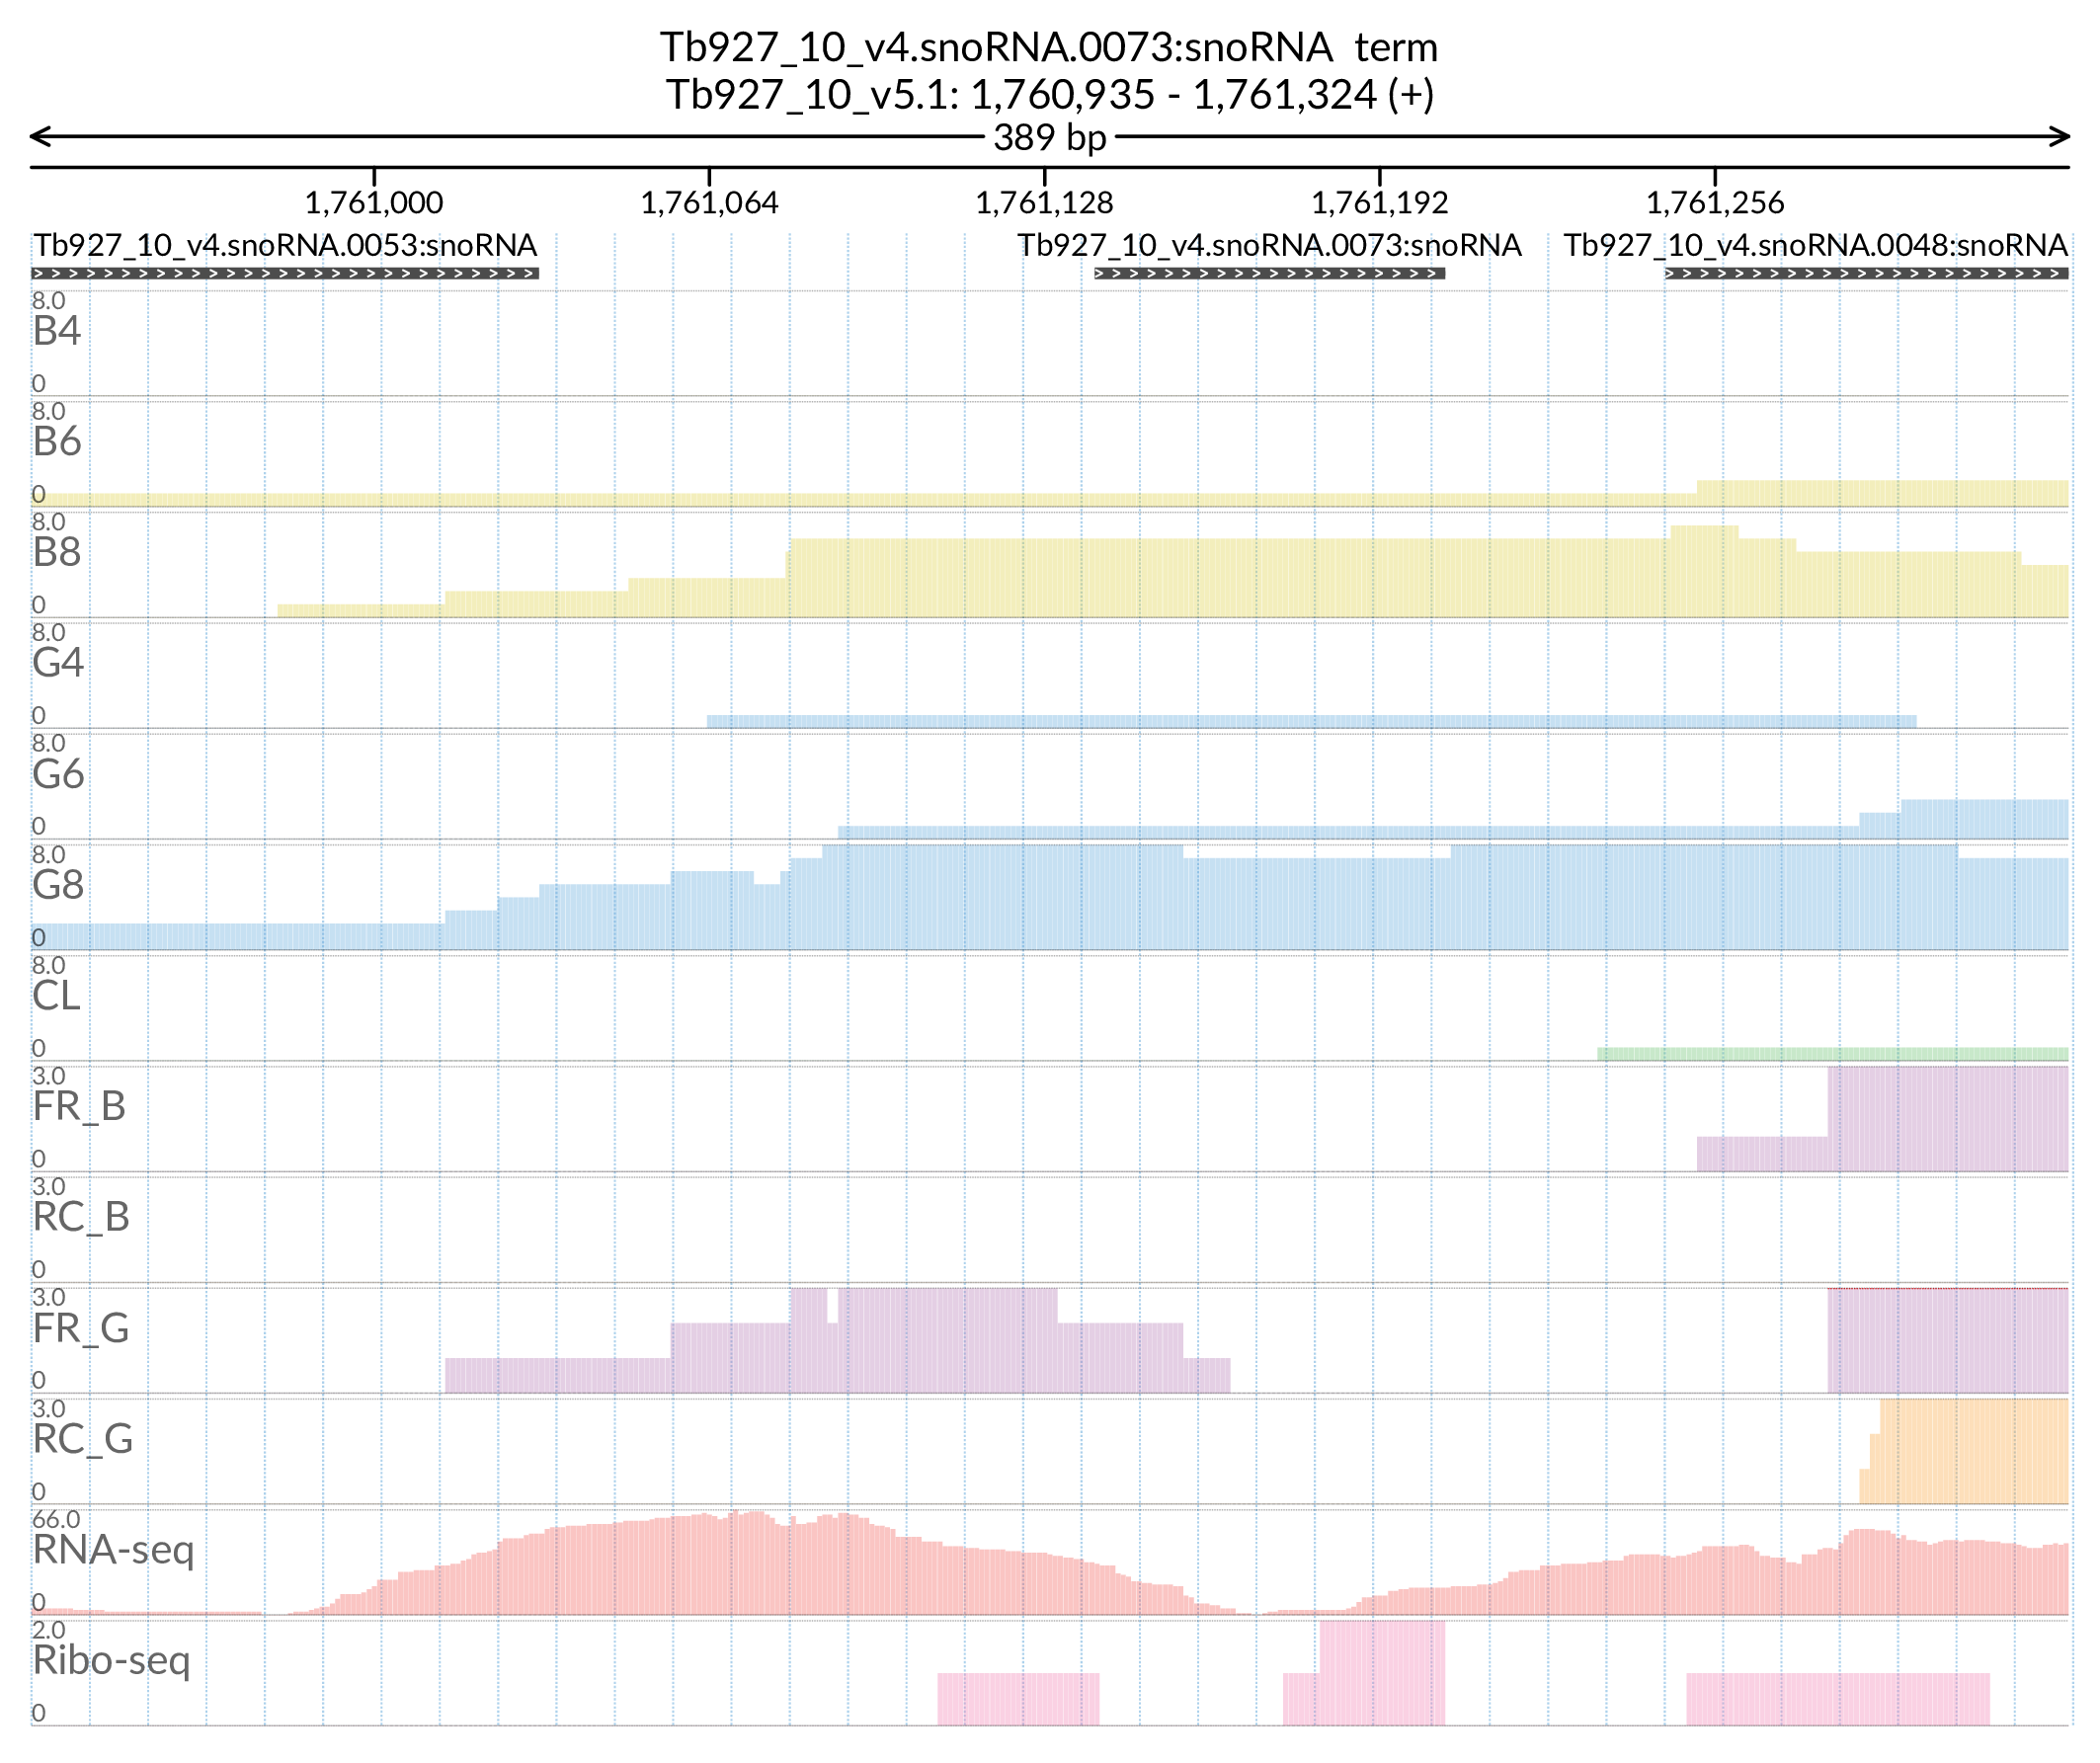 Tb927_10_v4.snoRNA.0073:snoRNA term
Tb927_10_v5.1: 1,760,935 - 1,761,324 (+)
389 bp
1,761,000 1,761,064 1,761,128 1,761,192 1,761,256
Tb927_10_v4.snoRNA.0053:snoRNA Tb927_10_v4.snoRNA.0073:snoRNA Tb927_10_v4.snoRNA.0048:snoRNA
8.0
B4
0
8.0
B6
0
8.0
B8
0
8.0
G4
0
8.0
G6
0
8.0
G8
0
8.0
CL
0
3.0
FR_B
0
3.0
RC_B
0
3.0
FR_G
0
3.0
RC_G
0
66.0
RNA-seq
0
2.0
Ribo-seq
0